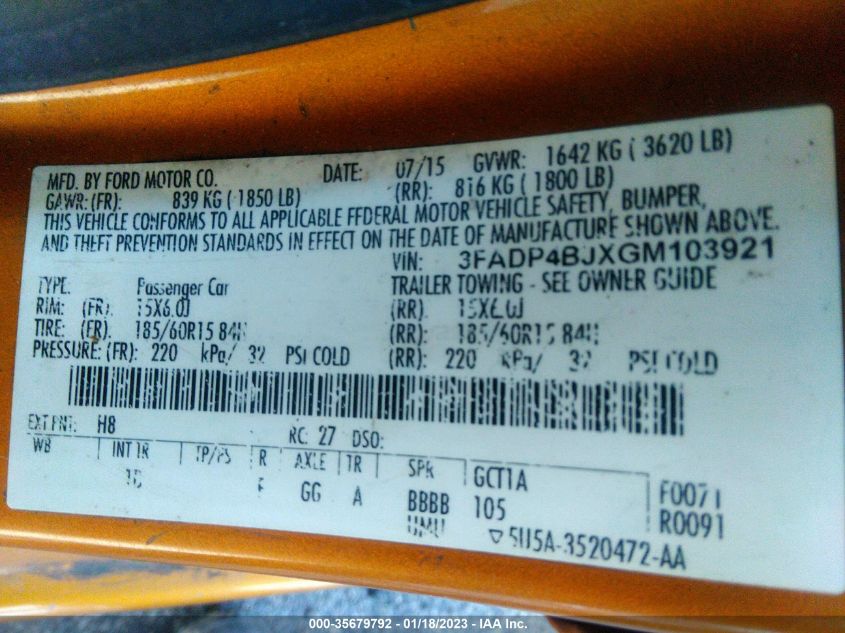 MFD. BY FORD MOTOR CO. DATE: 07/15 GVWR: 1642 KG ( 3620 LB)
GAWR: (FR): 839 KG ( 1850 LB) (RR): 816 KG ( 1800 LB)
THIS VEHICLE CONFORMS TO ALL APPLICABLE FEDERAL MOTOR VEHICLE SAFETY, BUMPER,
AND THEFT PREVENTION STANDARDS IN EFFECT ON THE DATE OF MANUFACTURE SHOWN ABOVE.
VIN: 3FADP4BJXGM103921
TYPE: Passenger Car TRAILER TOWING - SEE OWNER GUIDE
RIM: (FR): 15X6.0J (RR): 15X6.0J
TIRE: (FR): 185/60R15 84H (RR): 185/60R15 84H
PRESSURE: (FR): 220 kPa/ 32 PSI COLD (RR): 220 kPa/ 32 PSI COLD
EXT PNT: H8 RC: 27 DSO:
WB INT TR TP/PS R AXLE TR SPR GCT1A F0071
F GG A BBBB 105 R0091
UMU ▽ 5U5A-3520472-AA
000-35679792 - 01/18/2023 - IAA Inc.